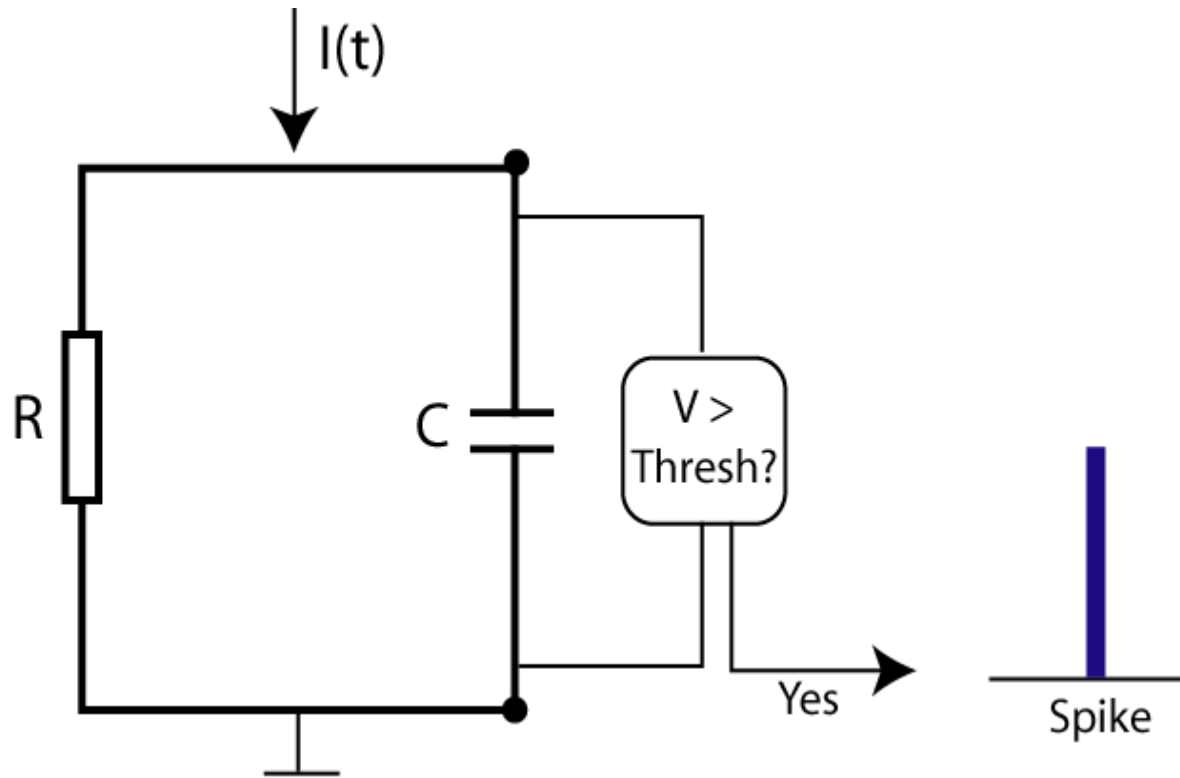 I(t)
R
C
V >
Thresh?
Yes
Spike